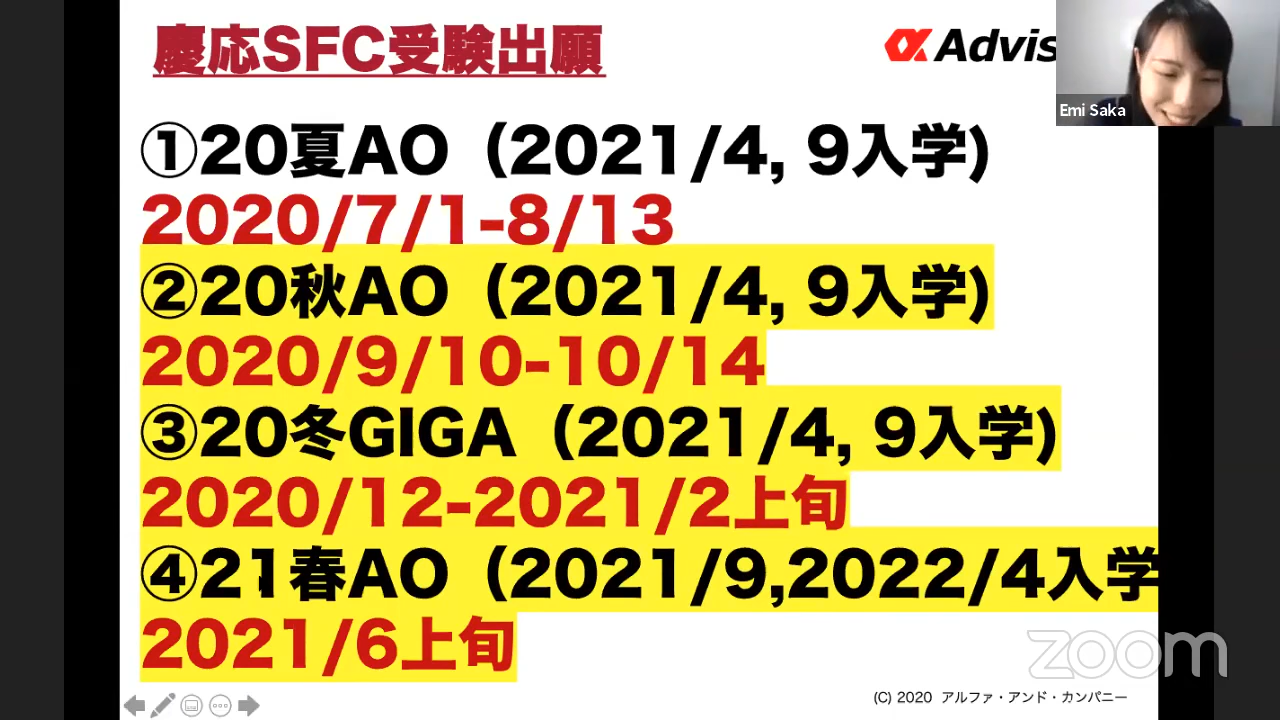 慶応SFC受験出願
Advis
Emi Saka
①20夏AO（2021/4, 9入学)
2020/7/1-8/13
②20秋AO（2021/4, 9入学)
2020/9/10-10/14
③20冬GIGA（2021/4, 9入学)
2020/12-2021/2上旬
④21春AO（2021/9,2022/4入学
2021/6上旬
zoom
(C) 2020 アルファ・アンド・カンパニー